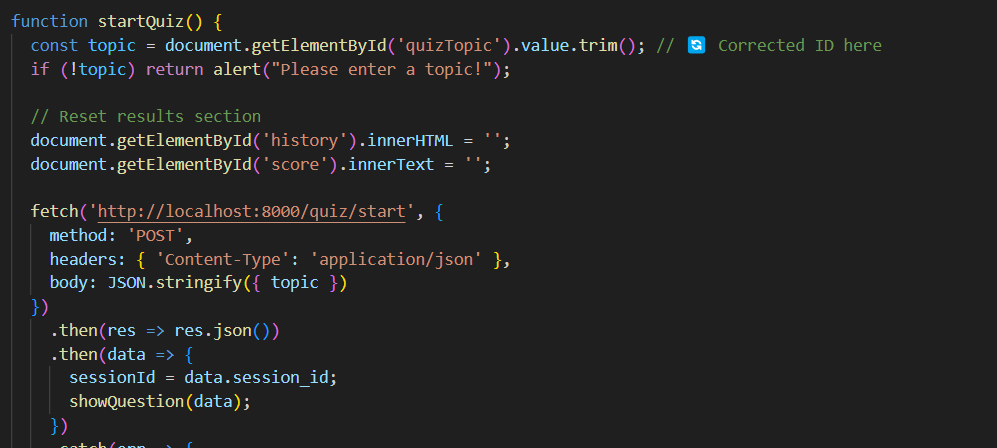 function startQuiz() {
const topic = document.getElementById('quizTopic').value.trim(); // 🔄 Corrected ID here
if (!topic) return alert("Please enter a topic!");
// Reset results section
document.getElementById('history').innerHTML = '';
document.getElementById('score').innerText = '';
fetch('http://localhost:8000/quiz/start', {
method: 'POST',
headers: { 'Content-Type': 'application/json' },
body: JSON.stringify({ topic })
})
.then(res => res.json())
.then(data => {
sessionId = data.session_id;
showQuestion(data);
})
.catch(err => {